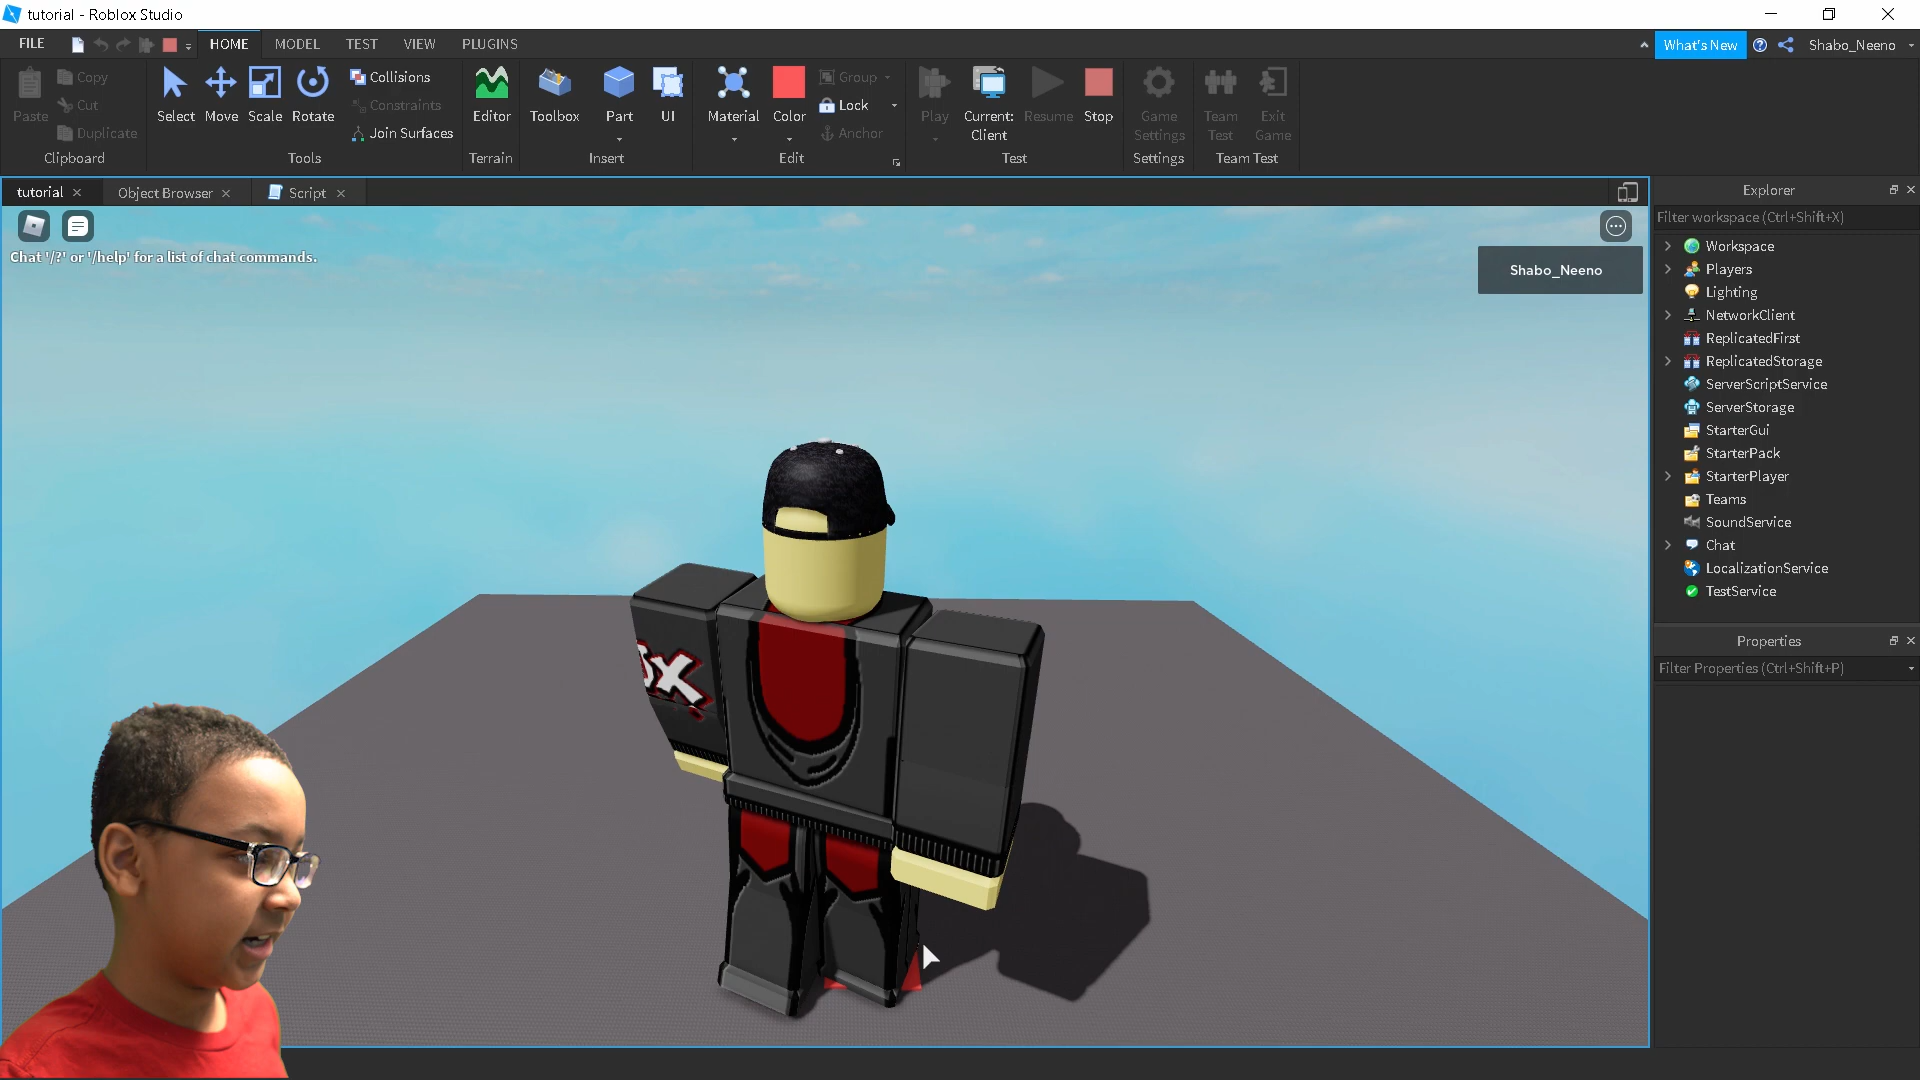 tutorial - Roblox Studio
FILE HOME MODEL TEST VIEW PLUGINS What's New Shabo_Neeno
Paste
Copy
Cut
Duplicate
Clipboard
Select Move Scale Rotate
Collisions
Constraints
Join Surfaces
Tools
Editor
Terrain
Toolbox Part UI
Insert
Material Color
Group
Lock
Anchor
Edit
Play Current: Client Resume Stop
Test
Game Settings
Settings
Team Test Exit Game
Team Test
tutorial Object Browser Script
Chat '/?' or '/help' for a list of chat commands.
Shabo_Neeno
OX
Explorer
Filter workspace (Ctrl+Shift+X)
Workspace
Players
Lighting
NetworkClient
ReplicatedFirst
ReplicatedStorage
ServerScriptService
ServerStorage
StarterGui
StarterPack
StarterPlayer
Teams
SoundService
Chat
LocalizationService
TestService
Properties
Filter Properties (Ctrl+Shift+P)